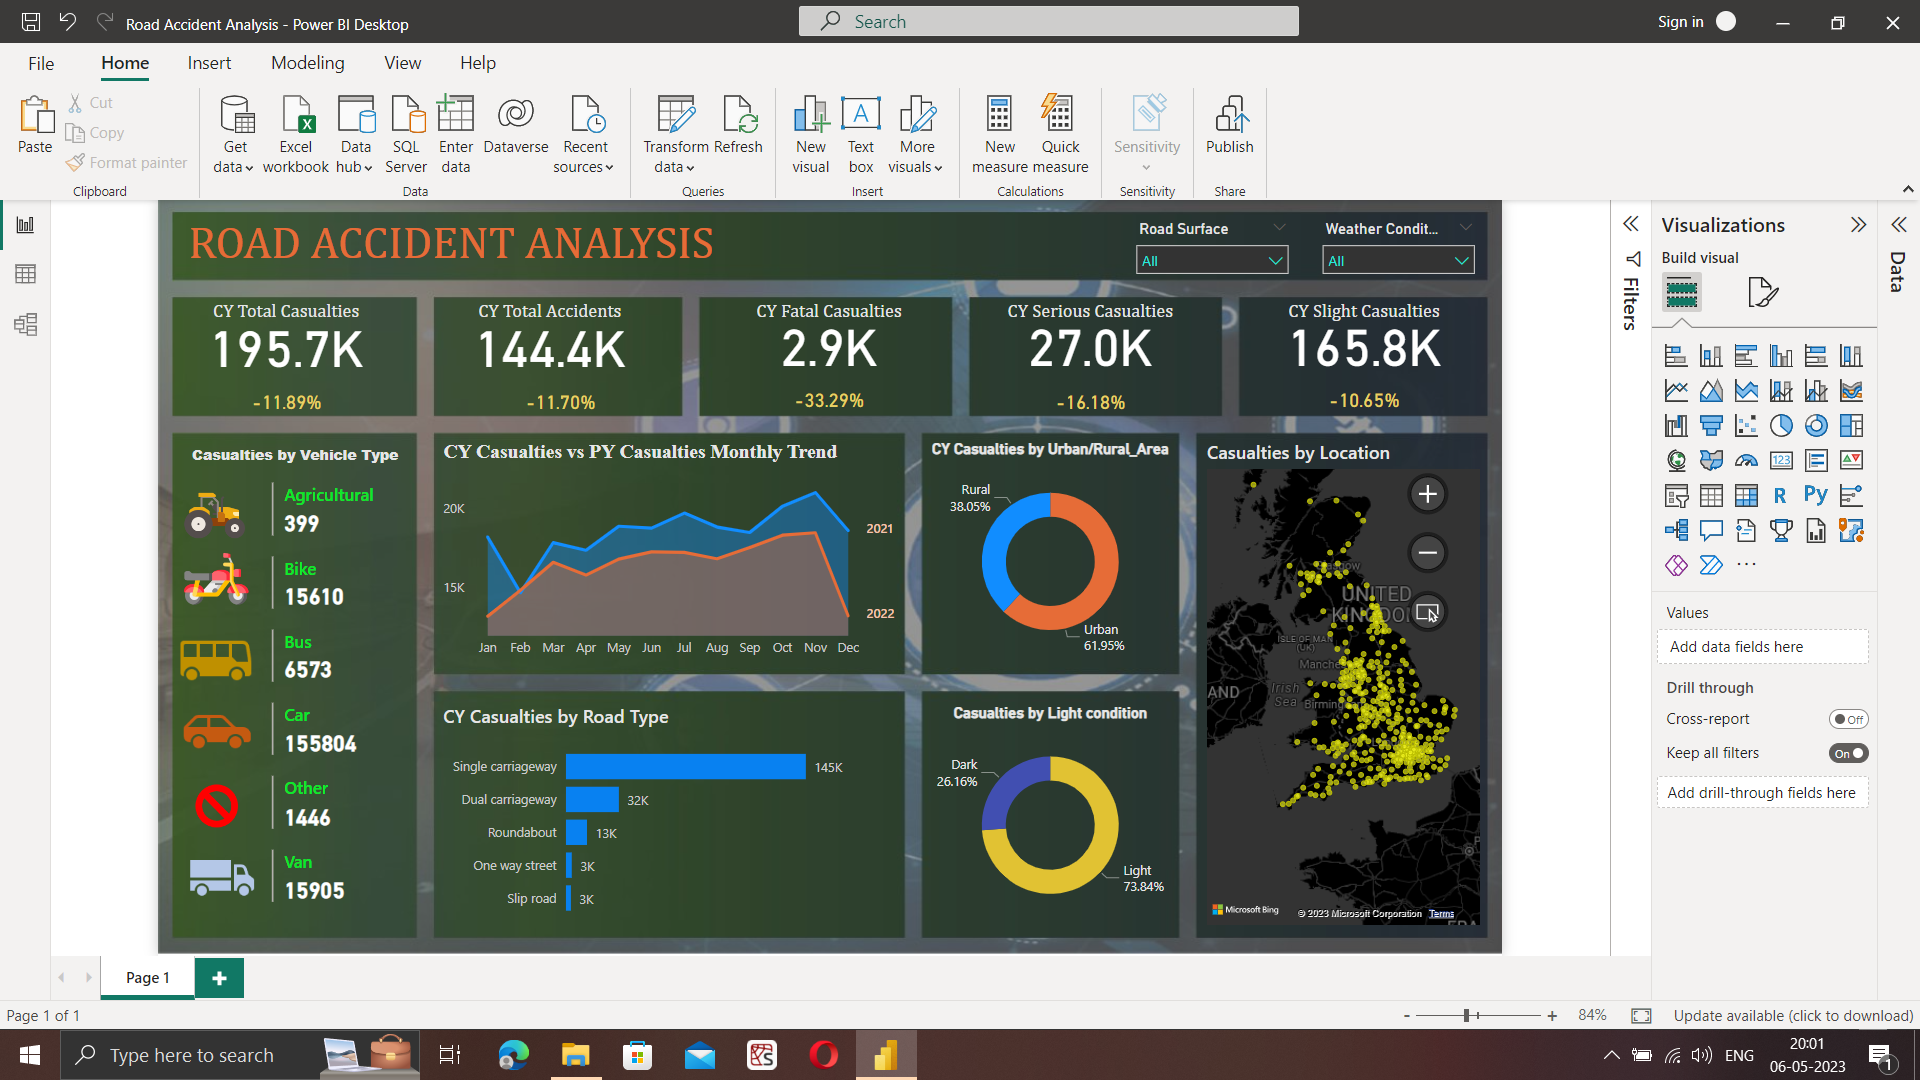 Road Accident Analysis - Power BI Desktop
Search
Sign in
File
Home
Insert
Modeling
View
Help
Paste
Cut
Copy
Format painter
Clipboard
Get data
Excel workbook
Data hub
SQL Server
Enter data
Dataverse
Recent sources
Data
Transform data
Refresh
Queries
New visual
Text box
More visuals
Insert
New measure
Quick measure
Calculations
Sensitivity
Sensitivity
Publish
Share
ROAD ACCIDENT ANALYSIS
Road Surface
All
Weather Condit...
All
CY Total Casualties
195.7K
-11.89%
CY Total Accidents
144.4K
-11.70%
CY Fatal Casualties
2.9K
-33.29%
CY Serious Casualties
27.0K
-16.18%
CY Slight Casualties
165.8K
-10.65%
Casualties by Vehicle Type
Agricultural
399
Bike
15610
Bus
6573
Car
155804
Other
1446
Van
15905
CY Casualties vs PY Casualties Monthly Trend
20K
15K
2021
2022
Jan Feb Mar Apr May Jun Jul Aug Sep Oct Nov Dec
CY Casualties by Road Type
Single carriageway 145K
Dual carriageway 32K
Roundabout 13K
One way street 3K
Slip road 3K
CY Casualties by Urban/Rural_Area
Rural
38.05%
Urban
61.95%
Casualties by Light condition
Dark
26.16%
Light
73.84%
Casualties by Location
UNITED
KINGDO
ISLE OF MAN
(UK)
Manche
AND
Irish
Sea
Birming
Microsoft Bing
© 2023 Microsoft Corporation Terms
Filters
Visualizations
Build visual
123
R
Py
Values
Add data fields here
Drill through
Cross-report
Off
Keep all filters
On
Add drill-through fields here
Data
Page 1
Page 1 of 1
84%
Update available (click to download)
Type here to search
ENG
20:01
06-05-2023
1